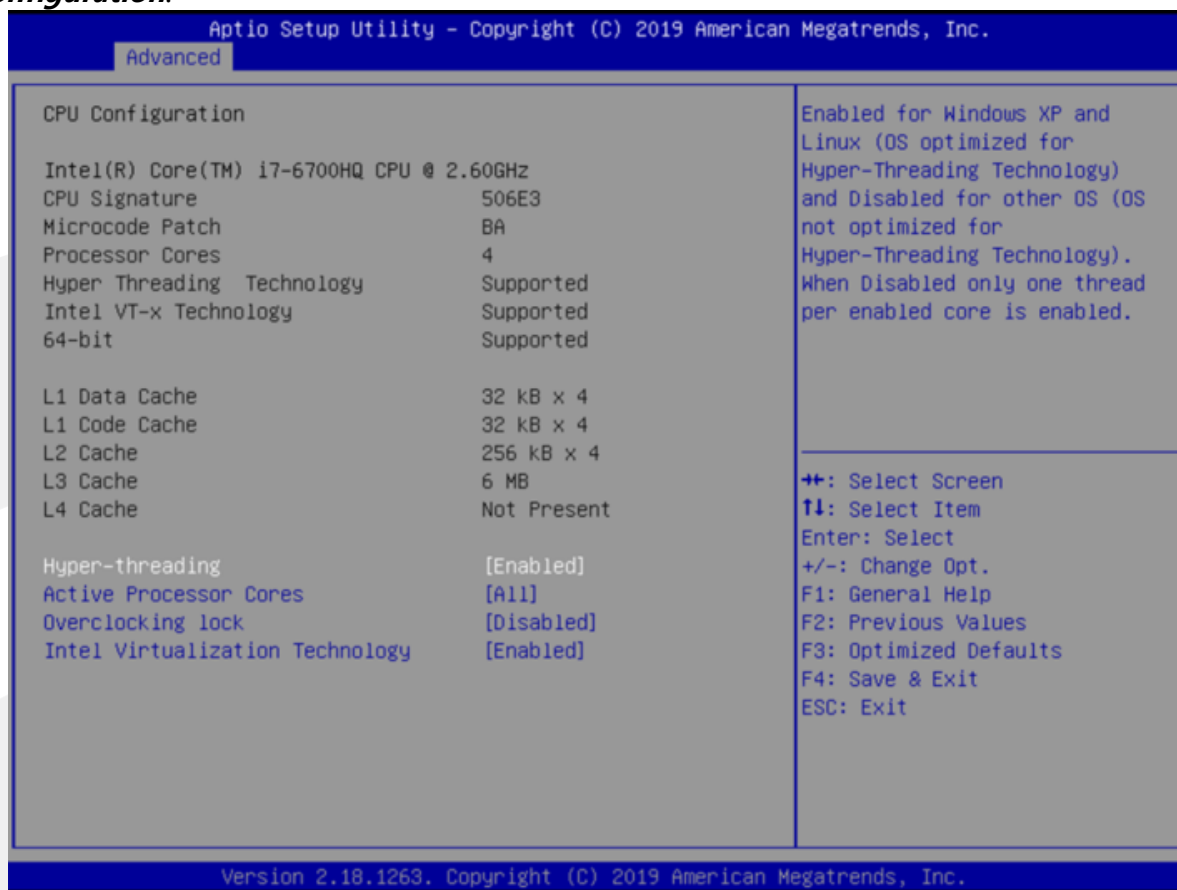 onfiguration.
Aptio Setup Utility – Copyright (C) 2019 American Megatrends, Inc.
Advanced
CPU Configuration
Intel(R) Core(TM) i7-6700HQ CPU @ 2.60GHz
CPU Signature 506E3
Microcode Patch BA
Processor Cores 4
Hyper Threading Technology Supported
Intel VT-x Technology Supported
64-bit Supported
L1 Data Cache 32 kB x 4
L1 Code Cache 32 kB x 4
L2 Cache 256 kB x 4
L3 Cache 6 MB
L4 Cache Not Present
Hyper-threading [Enabled]
Active Processor Cores [All]
Overclocking lock [Disabled]
Intel Virtualization Technology [Enabled]
Enabled for Windows XP and
Linux (OS optimized for
Hyper-Threading Technology)
and Disabled for other OS (OS
not optimized for
Hyper-Threading Technology).
When Disabled only one thread
per enabled core is enabled.
→←: Select Screen
↑↓: Select Item
Enter: Select
+/-: Change Opt.
F1: General Help
F2: Previous Values
F3: Optimized Defaults
F4: Save & Exit
ESC: Exit
Version 2.18.1263. Copyright (C) 2019 American Megatrends, Inc.